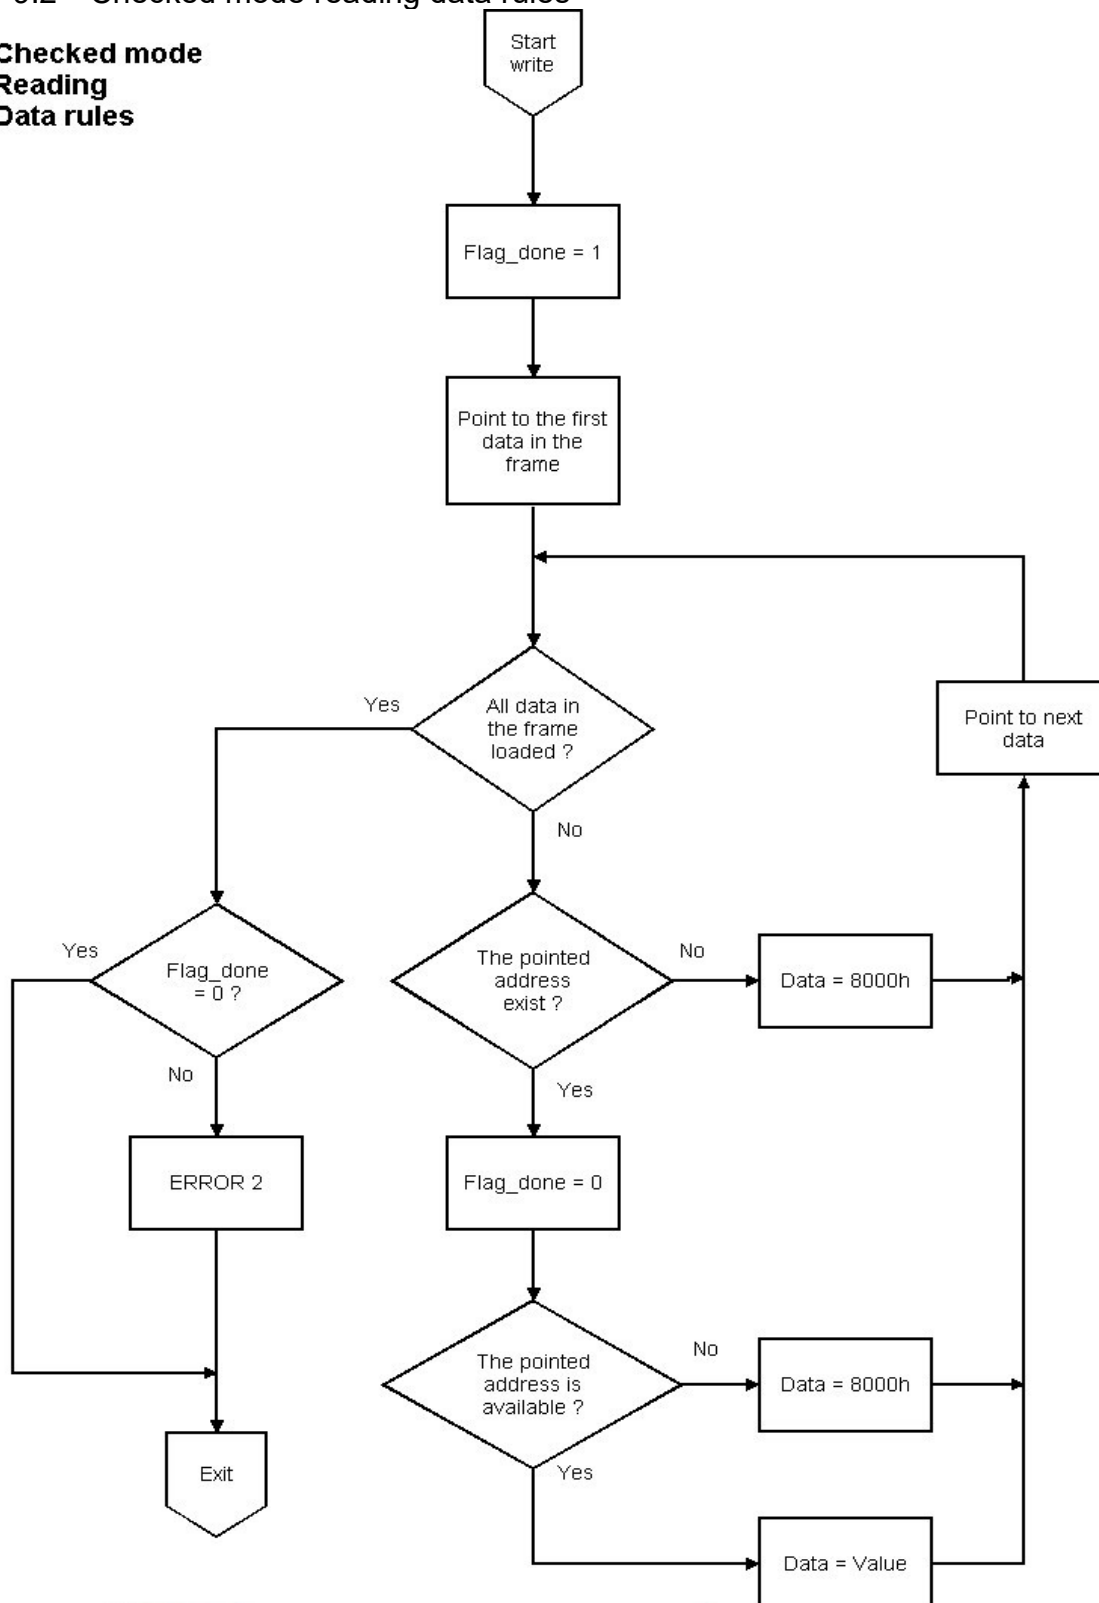 Checked mode reading data rules
Checked mode
Reading
Data rules
Start
write
Flag_done = 1
Point to the first
data in the
frame
Yes
All data in
the frame
loaded ?
Point to next
data
No
Yes
Flag_done
= 0 ?
The pointed
address
exist ?
No
Data = 8000h
No
Yes
ERROR 2
Flag_done = 0
The pointed
address is
available ?
No
Data = 8000h
Yes
Exit
Data = Value